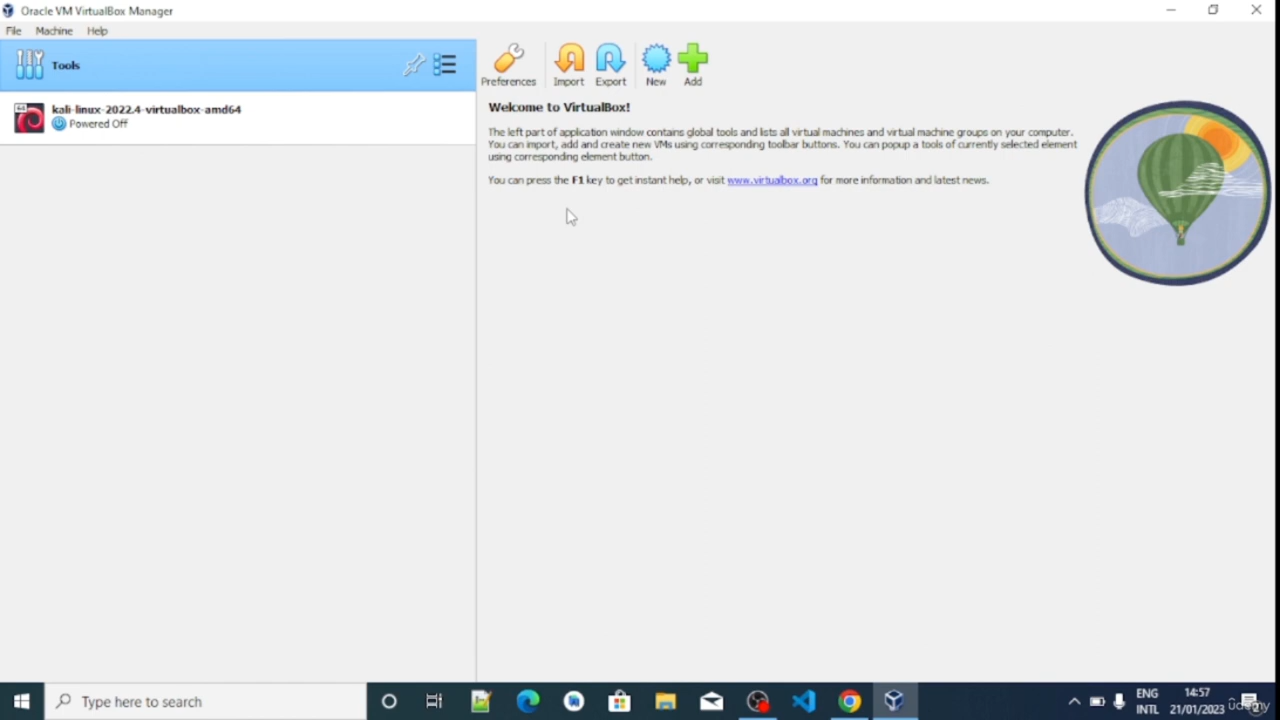 Oracle VM VirtualBox Manager
File Machine Help
Tools
kali-linux-2022.4-virtualbox-amd64
Powered Off
Preferences Import Export New Add
Welcome to VirtualBox!
The left part of application window contains global tools and lists all virtual machines and virtual machine groups on your computer.
You can import, add and create new VMs using corresponding toolbar buttons. You can popup a tools of currently selected element
using corresponding element button.
You can press the F1 key to get instant help, or visit www.virtualbox.org for more information and latest news.
Type here to search
ENG
INTL
14:57
21/01/2023
udemy